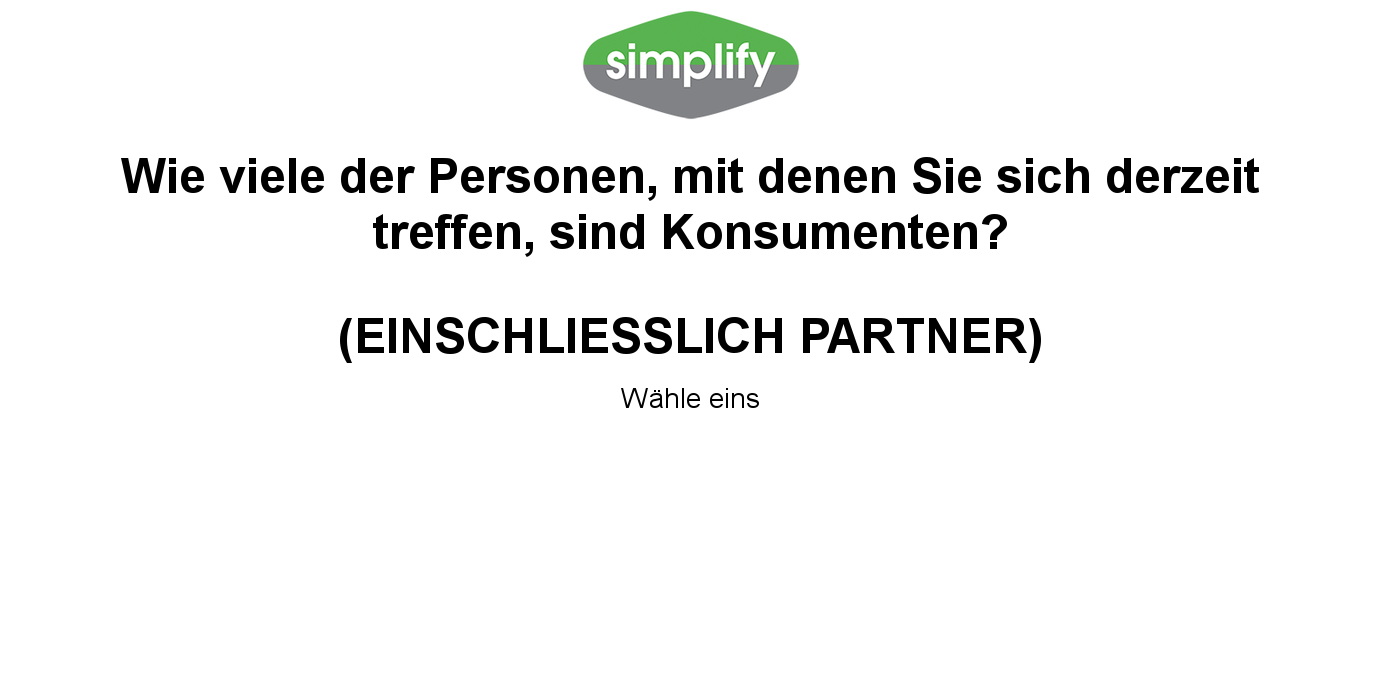 simplify
Wie viele der Personen, mit denen Sie sich derzeit
treffen, sind Konsumenten?
(EINSCHLIESSLICH PARTNER)
Wähle eins